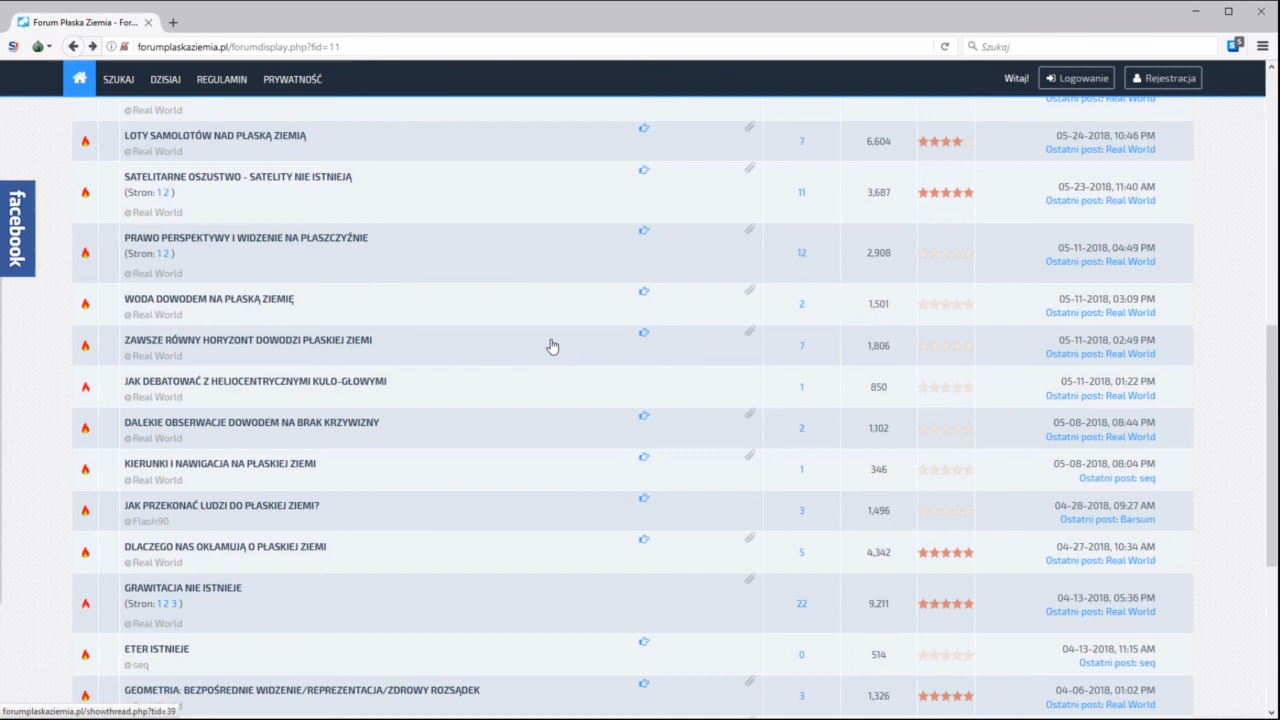 Forum Płaska Ziemia - For...
forumplaskaziemia.pl/forumdisplay.php?fid=11
Szukaj
SZUKAJ DZISIAJ REGULAMIN PRYWATNOŚĆ
Witaj! Logowanie Rejestracja
facebook
@Real World
Ostatni post: Real World
LOTY SAMOLOTÓW NAD PŁASKĄ ZIEMIĄ
@Real World
7 6,604
05-24-2018, 10:46 PM
Ostatni post: Real World
SATELITARNE OSZUSTWO - SATELITY NIE ISTNIEJĄ
(Stron: 1 2 )
@Real World
11 3,687
05-23-2018, 11:40 AM
Ostatni post: Real World
PRAWO PERSPEKTYWY I WIDZENIE NA PŁASZCZYŹNIE
(Stron: 1 2 )
@Real World
12 2,908
05-11-2018, 04:49 PM
Ostatni post: Real World
WODA DOWODEM NA PŁASKĄ ZIEMIĘ
@Real World
2 1,501
05-11-2018, 03:09 PM
Ostatni post: Real World
ZAWSZE RÓWNY HORYZONT DOWODZI PŁASKIEJ ZIEMI
@Real World
7 1,806
05-11-2018, 02:49 PM
Ostatni post: Real World
JAK DEBATOWAĆ Z HELIOCENTRYCZNYMI KULO-GŁOWYMI
@Real World
1 850
05-11-2018, 01:22 PM
Ostatni post: Real World
DALEKIE OBSERWACJE DOWODEM NA BRAK KRZYWIZNY
@Real World
2 1,102
05-08-2018, 08:44 PM
Ostatni post: Real World
KIERUNKI I NAWIGACJA NA PŁASKIEJ ZIEMI
@Real World
1 346
05-08-2018, 08:04 PM
Ostatni post: seq
JAK PRZEKONAĆ LUDZI DO PŁASKIEJ ZIEMI?
@Flash90
3 1,496
04-28-2018, 09:27 AM
Ostatni post: Barsum
DLACZEGO NAS OKŁAMUJĄ O PŁASKIEJ ZIEMI
@Real World
5 4,342
04-27-2018, 10:34 AM
Ostatni post: Real World
GRAWITACJA NIE ISTNIEJE
(Stron: 1 2 3 )
@Real World
22 9,211
04-13-2018, 05:36 PM
Ostatni post: Real World
ETER ISTNIEJE
@seq
0 514
04-13-2018, 11:15 AM
Ostatni post: seq
GEOMETRIA: BEZPOŚREDNIE WIDZENIE/REPREZENTACJA/ZDROWY ROZSĄDEK
3 1,326
04-06-2018, 01:02 PM
Ostatni post: Real World
forumplaskaziemia.pl/showthread.php?tid=39